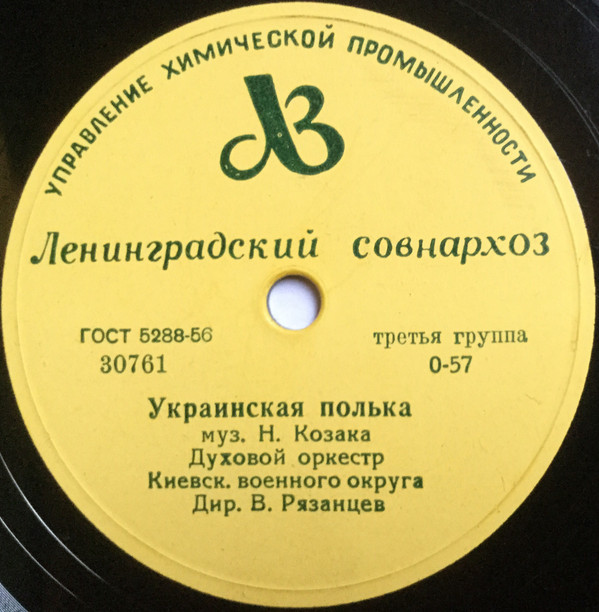 УПРАВЛЕНИЕ ХИМИЧЕСКОЙ ПРОМЫШЛЕННОСТИ
ЛЗ
Ленинградский совнархоз
ГОСТ 5288-56 третья группа
30761 0-57
Украинская полька
муз. Н. Козака
Духовой оркестр
Киевск. военного округа
Дир. В. Рязанцев